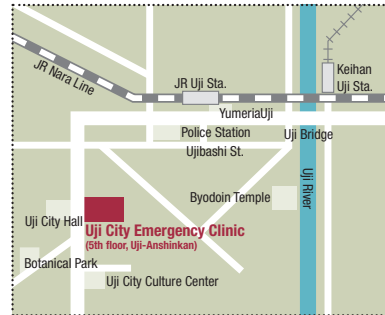 JR Nara Line
JR Uji Sta.
Keihan
Uji Sta.
YumeriaUji
Police Station
Uji Bridge
Ujibashi St.
Uji River
Byodoin Temple
Uji City Hall
Uji City Emergency Clinic
(5th floor, Uji-Anshinkan)
Botanical Park
Uji City Culture Center